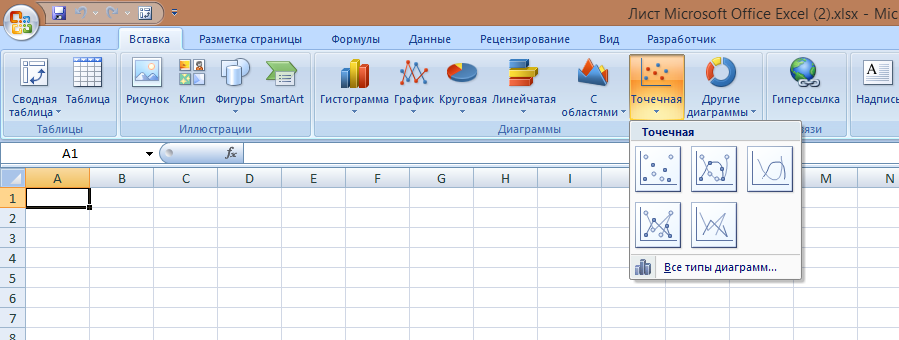 Лист Microsoft Office Excel (2).xlsx - Mic
Главная Вставка Разметка страницы Формулы Данные Рецензирование Вид Разработчик
Сводная таблица Таблица Рисунок Клип Фигуры SmartArt Гистограмма График Круговая Линейчатая С областями Точечная Другие диаграммы Гиперссылка Надпись
Таблицы Иллюстрации Диаграммы вязи
Точечная
A1 fx
A B C D E F G H I M N
1
2
3
4
5
Все типы диаграмм...
6
7
8